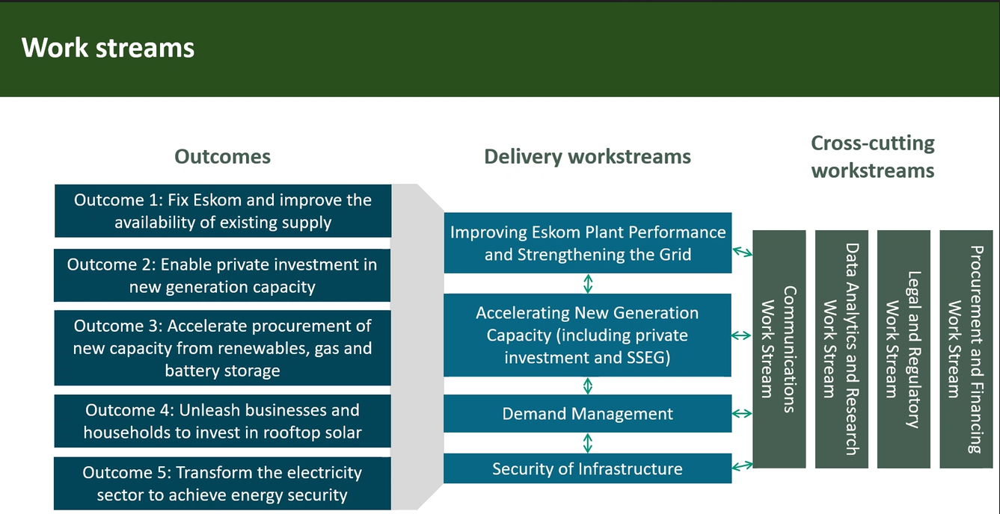 Work streams
Outcomes
Outcome 1: Fix Eskom and improve the
availability of existing supply
Outcome 2: Enable private investment in
new generation capacity
Outcome 3: Accelerate procurement of
new capacity from renewables, gas and
battery storage
Outcome 4: Unleash businesses and
households to invest in rooftop solar
Outcome 5: Transform the electricity
sector to achieve energy security
Delivery workstreams
Improving Eskom Plant Performance
and Strengthening the Grid
Accelerating New Generation
Capacity (including private
investment and SSEG)
Demand Management
Security of Infrastructure
Cross-cutting
workstreams
Communications
Work Stream
Data Analytics and Research
Work Stream
Legal and Regulatory
Work Stream
Procurement and Financing
Work Stream